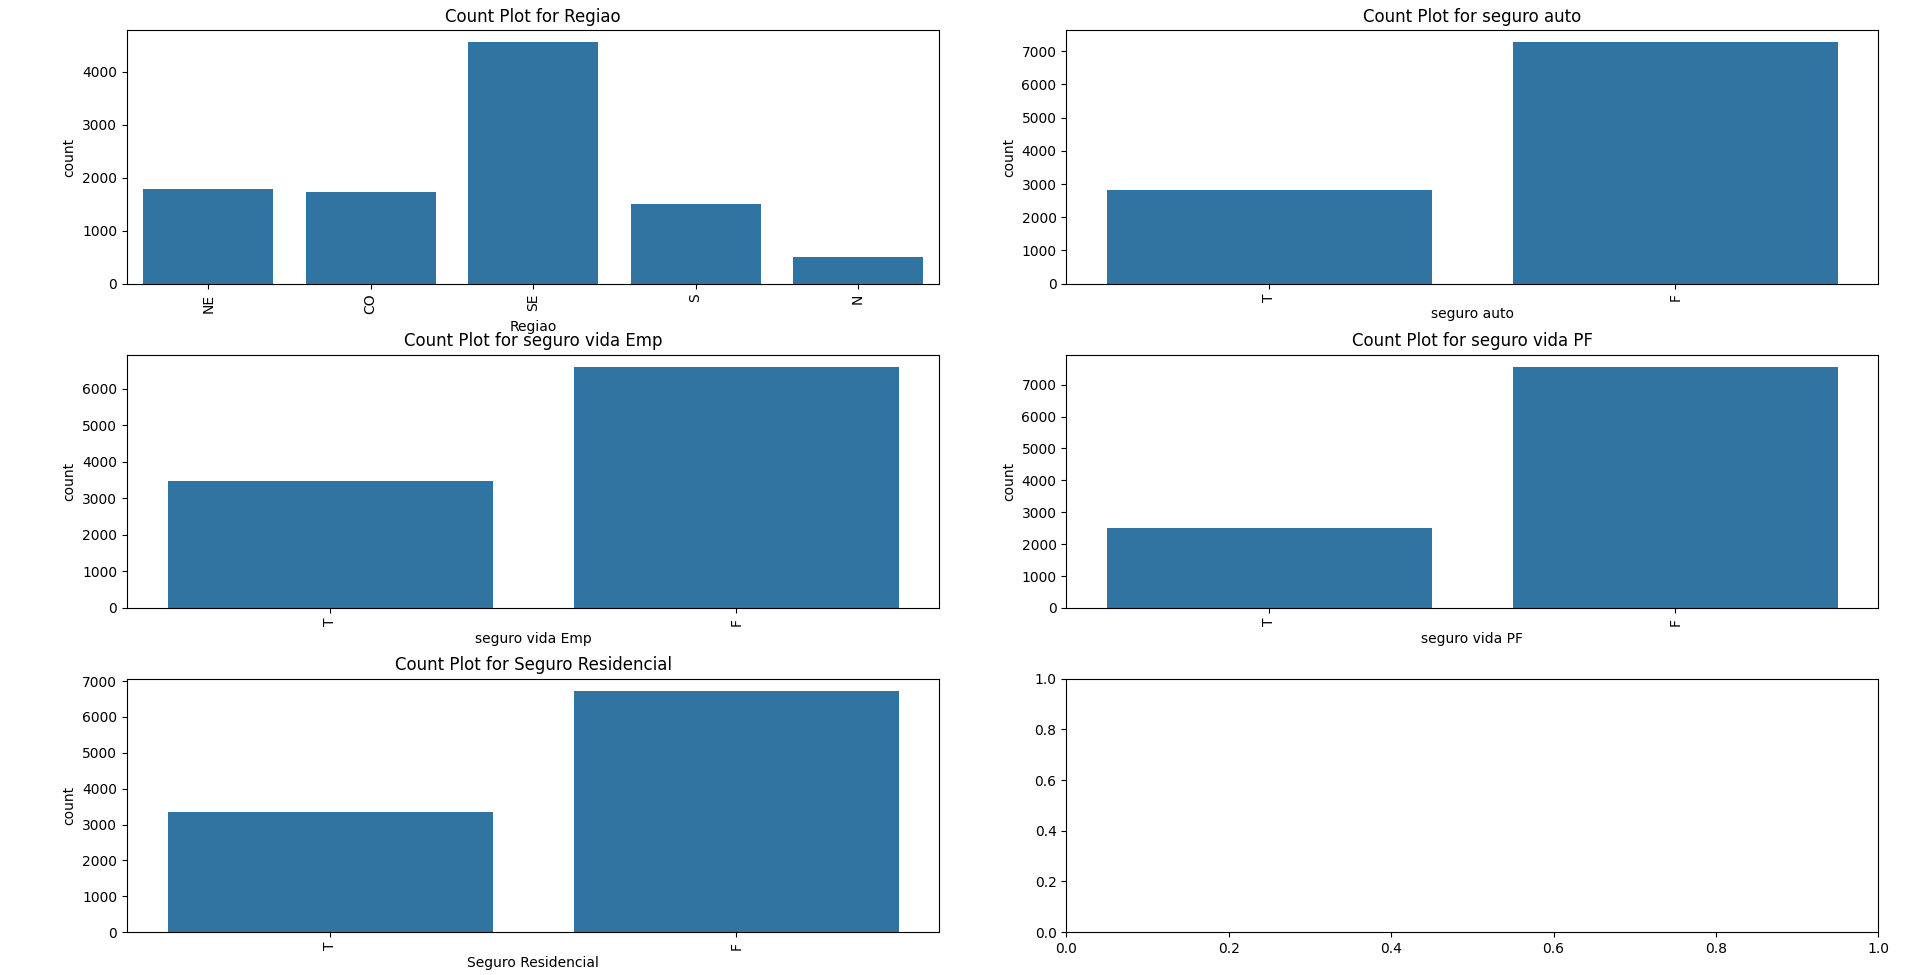 Count Plot for Regiao
4000
3000
2000
1000
0
count
NE
CO
SE
S
N
Regiao
Count Plot for seguro auto
7000
6000
5000
4000
3000
2000
1000
0
count
T
F
seguro auto
Count Plot for seguro vida Emp
6000
5000
4000
3000
2000
1000
0
count
T
F
seguro vida Emp
Count Plot for seguro vida PF
7000
6000
5000
4000
3000
2000
1000
0
count
T
F
seguro vida PF
Count Plot for Seguro Residencial
7000
6000
5000
4000
3000
2000
1000
0
count
T
F
Seguro Residencial
1.0
0.8
0.6
0.4
0.2
0.0
0.0 0.2 0.4 0.6 0.8 1.0